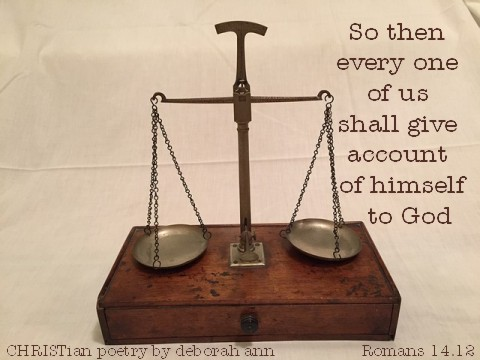 So then
every one
of us
shall give
account
of himself
to God
CHRISTian poetry by deborah ann
Romans 14.12